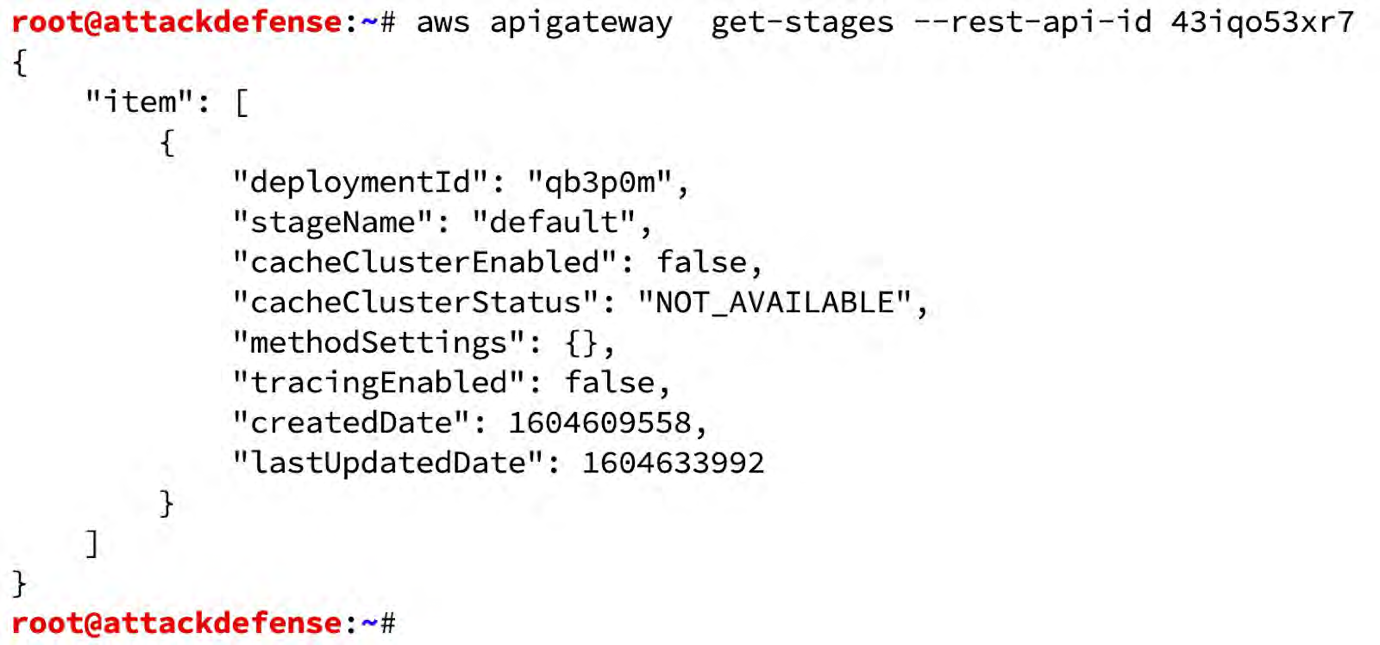 root@attackdefense:~# aws apigateway  get-stages --rest-api-id 43iqo53xr7
{
    "item": [
        {
            "deploymentId": "qb3p0m",
            "stageName": "default",
            "cacheClusterEnabled": false,
            "cacheClusterStatus": "NOT_AVAILABLE",
            "methodSettings": {},
            "tracingEnabled": false,
            "createdDate": 1604609558,
            "lastUpdatedDate": 1604633992
        }
    ]
}
root@attackdefense:~#